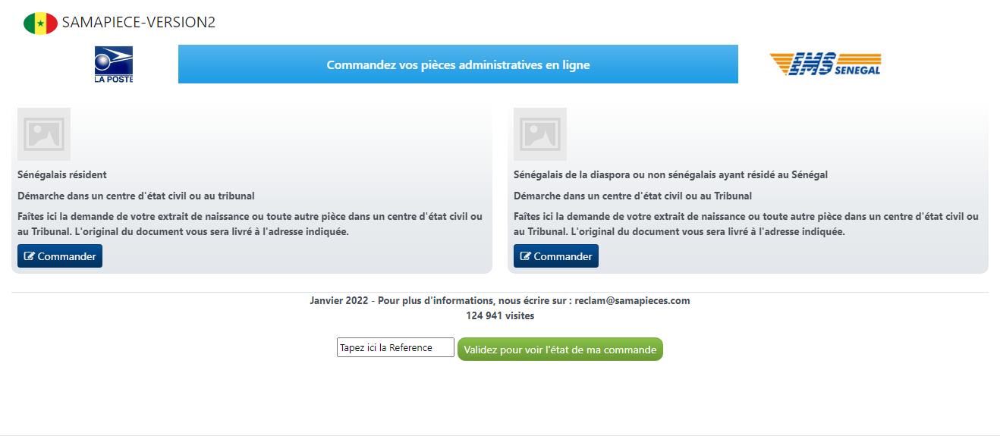 SAMAPIECE-VERSION2
LA POSTE
Commandez vos pièces administratives en ligne
EMS SENEGAL
Sénégalais résident
Démarche dans un centre d'état civil ou au tribunal
Faîtes ici la demande de votre extrait de naissance ou toute autre pièce dans un centre d'état civil ou
au Tribunal. L'original du document vous sera livré à l'adresse indiquée.
Commander
Sénégalais de la diaspora ou non sénégalais ayant résidé au Sénégal
Démarche dans un centre d'état civil ou au Tribunal
Faîtes ici la demande de votre extrait de naissance ou toute autre pièce dans un centre d'état civil ou
au Tribunal. L'original du document vous sera livré à l'adresse indiquée.
Commander
Janvier 2022 - Pour plus d'informations, nous écrire sur : reclam@samapieces.com
124 941 visites
Tapez ici la Reference
Validez pour voir l'état de ma commande